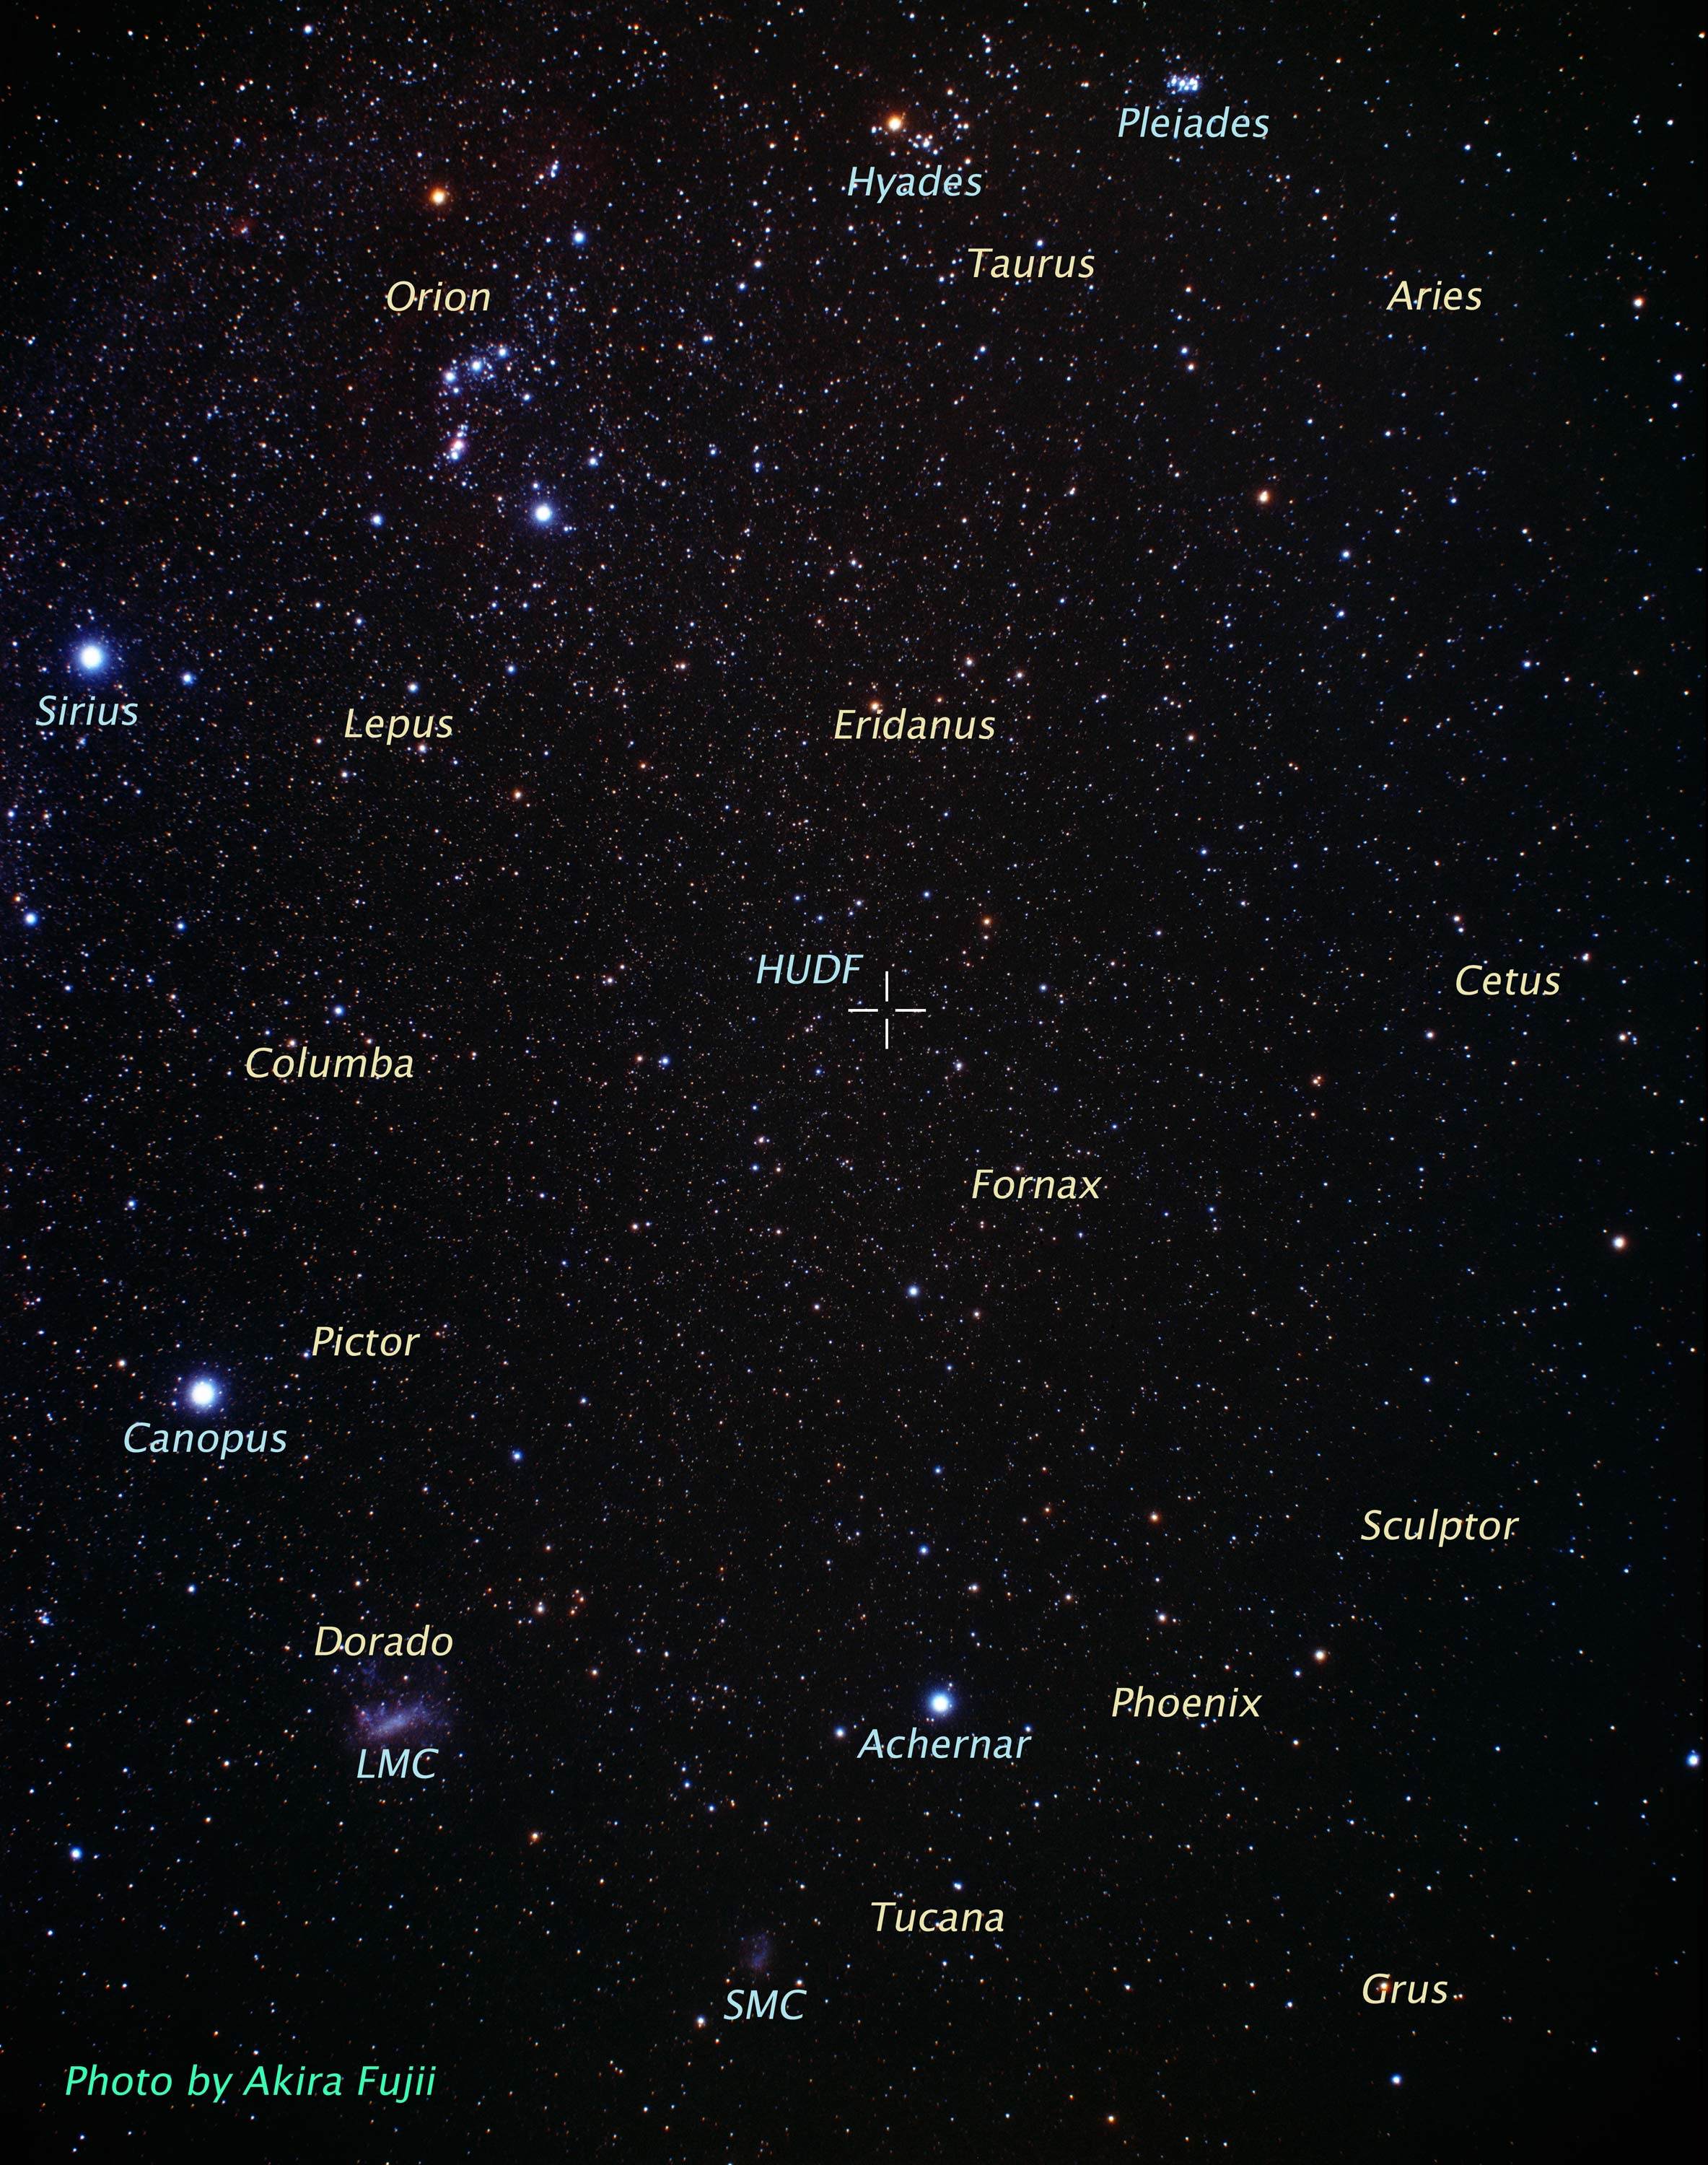 Pleiades
Hyades
Taurus
Orion
Aries
Sirius
Lepus
Eridanus
HUDF
Cetus
Columba
Fornax
Pictor
Canopus
Sculptor
Dorado
Phoenix
Achernar
LMC
Tucana
Grus
SMC
Photo by Akira Fujii